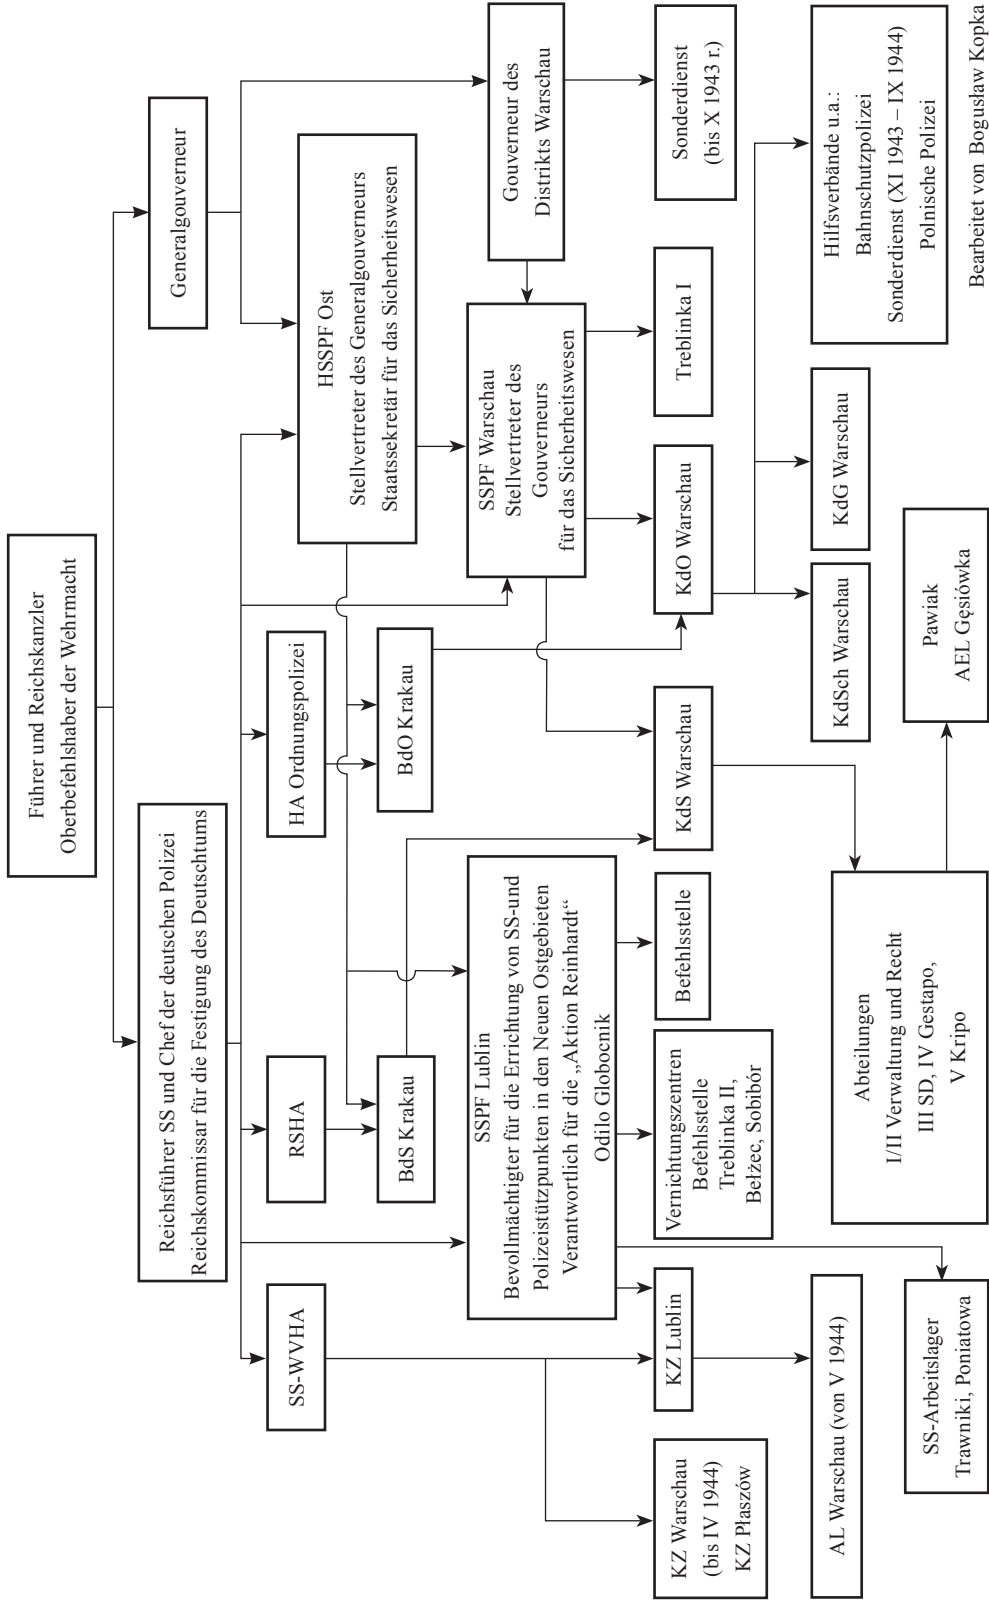 Führer und Reichskanzler
Oberbefehlshaber der Wehrmacht
Reichsführer SS und Chef der deutschen Polizei
Reichskommissar für die Festigung des Deutschtums
Generalgouverneur
SS-WVHA
RSHA
HA Ordnungspolizei
HSSPF Ost
Stellvertreter des Generalgouverneurs
Staatssekretär für das Sicherheitswesen
BdS Krakau
BdO Krakau
Gouverneur des
Distrikts Warschau
SSPF Lublin
Bevollmächtigter für die Errichtung von SS-und
Polizeistützpunkten in den Neuen Ostgebieten
Verantwortlich für die „Aktion Reinhardt“
Odilo Globocnik
SSPF Warschau
Stellvertreter des
Gouverneurs
für das Sicherheitswesen
KZ Warschau
(bis IV 1944)
KZ Płaszów
KZ Lublin
Vernichtungszentren
Befehlsstelle
Treblinka II,
Bełżec, Sobibór
Befehlsstelle
KdS Warschau
KdO Warschau
Treblinka I
Sonderdienst
(bis X 1943 r.)
AL Warschau (von V 1944)
Abteilungen
I/II Verwaltung und Recht
III SD, IV Gestapo,
V Kripo
KdSch Warschau
KdG Warschau
Hilfsverbände u.a.:
Bahnschutzpolizei
Sonderdienst (XI 1943 – IX 1944)
Polnische Polizei
SS-Arbeitslager
Trawniki, Poniatowa
Pawiak
AEL Gęsiówka
Bearbeitet von Bogusław Kopka